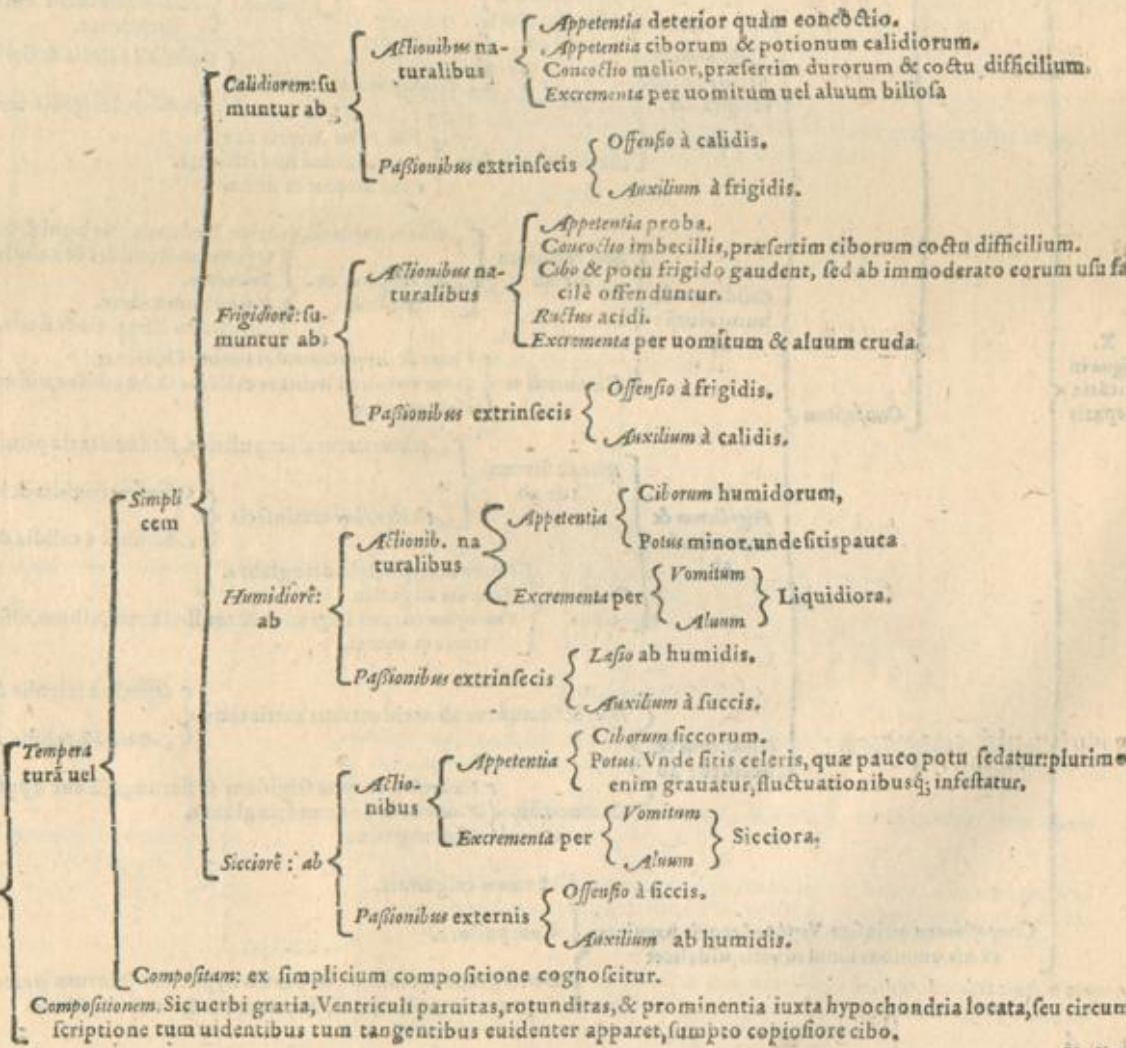 Appetentia deterior quàm concoctio.
Actionibus na- Appetentia ciborum & potionum calidiorum.
turalibus Concoctio melior, præsertim durorum & coctu difficilium.
Calidiorem: su Excrementa per uomitum uel aluum biliosa
muntur ab
Offensio à calidis.
Paßionibus extrinsecis
Auxilium à frigidis.
Appetentia proba.
Concoctio imbecillis, præsertim ciborum coctu difficilium.
Actionibus na- Cibo & potu frigido gaudent, sed ab immoderato eorum usu fa
turalibus cilè offenduntur.
Frigidiorē: su- Ructus acidi.
muntur ab: Excrementa per uomitum & aluum cruda.
Offensio à frigidis.
Paßionibus extrinsecis
Auxilium à calidis.
Simpli
cem
Ciborum humidorum,
Appetentia
Actionib. na Potus minor. unde sitis pauca
turalibus
Humidiorē: Vomitum
ab Excrementa per Liquidiora.
Aluum
Læsio ab humidis.
Paßionibus extrinsecis
Auxilium à succis.
Tempera
turā uel
Ciborum siccorum.
Appetentia Potus. Vnde sitis celeris, quæ pauco potu sedatur: plurimo
Actio- enim grauatur, fluctuationibusq; infestatur.
nibus
Vomitum
Excrementa per Sicciora.
Sicciorē: ab Aluum
Offensio à siccis.
Paßionibus externis
Auxilium ab humidis.
Compositam: ex simplicium compositione cognoscitur.
Compositionem. Sic uerbi gratia, Ventriculi paruitas, rotunditas, & prominentia iuxta hypochondria locata, seu circum
scriptione tum uidentibus tum tangentibus euidenter apparet, sumpto copiosiore cibo.